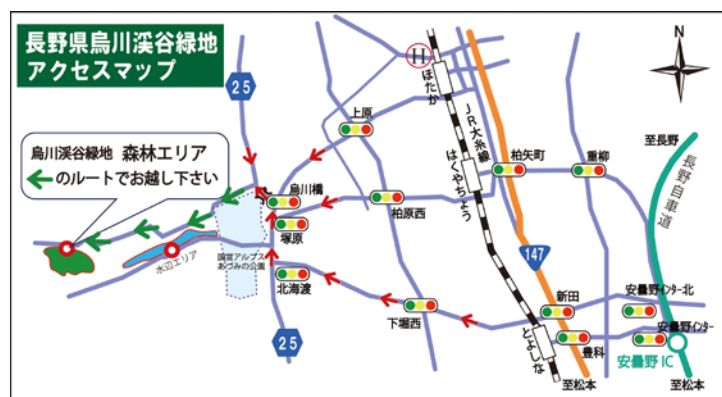 長野県烏川渓谷緑地
アクセスマップ
N
25
H
ほたか
上原
JR大糸線
至長野
烏川渓谷緑地 森林エリア
のルートでお越し下さい
はくやちょう
柏矢町
重柳
長野自動車道
烏川橋
柏原西
塚原
水辺エリア
国営アルプス
あづみの公園
147
北海渡
新田
安曇野インター北
下堀西
25
とよしな
豊科
安曇野インター
安曇野IC
至松本
至松本